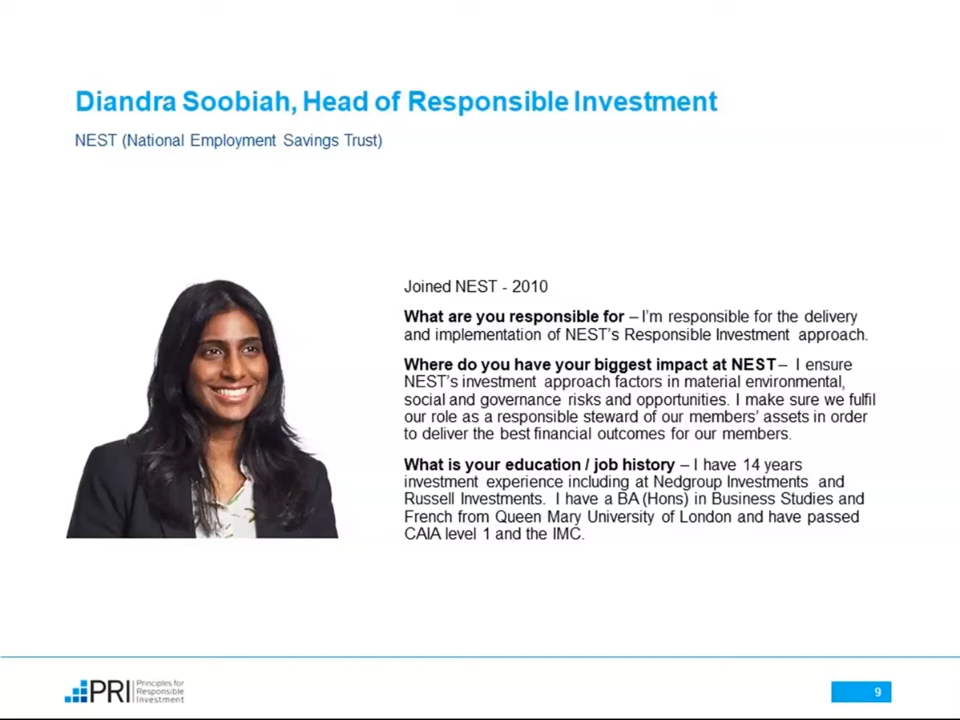 Diandra Soobiah, Head of Responsible Investment
NEST (National Employment Savings Trust)
Joined NEST - 2010
What are you responsible for – I'm responsible for the delivery
and implementation of NEST's Responsible Investment approach.
Where do you have your biggest impact at NEST – I ensure
NEST's investment approach factors in material environmental,
social and governance risks and opportunities. I make sure we fulfil
our role as a responsible steward of our members' assets in order
to deliver the best financial outcomes for our members.
What is your education / job history – I have 14 years
investment experience including at Nedgroup Investments and
Russell Investments. I have a BA (Hons) in Business Studies and
French from Queen Mary University of London and have passed
CAIA level 1 and the IMC.
PRI
Principles for
Responsible
Investment
9